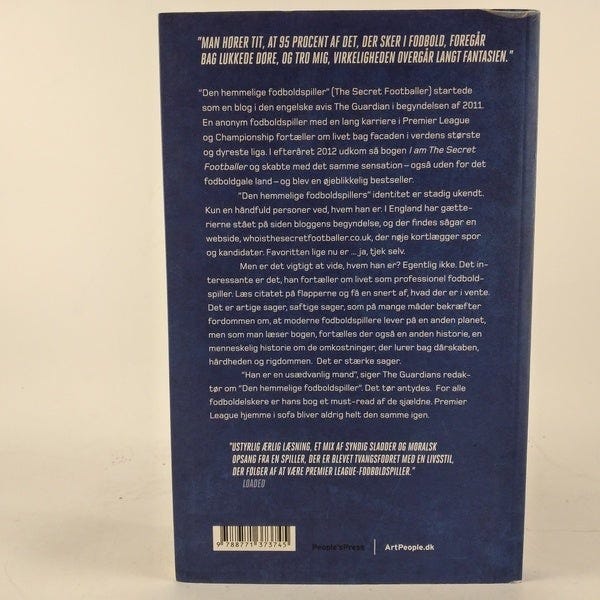 "MAN HØRER TIT, AT 95 PROCENT AF DET, DER SKER I FODBOLD, FOREGÅR
BAG LUKKEDE DØRE, OG TRO MIG, VIRKELIGHEDEN OVERGÅR LANGT FANTASIEN."
"Den hemmelige fodboldspiller" (The Secret Footballer) startede
som en blog i den engelske avis The Guardian i begyndelsen af 2011.
En anonym fodboldspiller med en lang karriere i Premier League
og Championship fortæller om livet bag facaden i verdens største
og dyreste liga. I efteråret 2012 udkom så bogen I am The Secret
Footballer og skabte med det samme sensation – også uden for det
fodboldgale land – og blev en øjeblikkelig bestseller.
"Den hemmelige fodboldspillers" identitet er stadig ukendt.
Kun en håndfuld personer ved, hvem han er. I England har gætte-
rierne stået på siden bloggens begyndelse, og der findes sågar en
webside, whoisthesecretfootballer.co.uk, der nøje kortlægger spor
og kandidater. Favoritten lige nu er ... ja, tjek selv.
Men er det vigtigt at vide, hvem han er? Egentlig ikke. Det in-
teressante er det, han fortæller om livet som professionel fodbold-
spiller. Læs citatet på flapperne og få en snert af, hvad der er i vente.
Det er artige sager, saftige sager, som på mange måder bekræfter
fordommen om, at moderne fodboldspillere lever på en anden planet,
men som man læser bogen, fortælles der også en anden historie, en
menneskelig historie om de omkostninger, der lurer bag dårskaben,
hårdheden og rigdommen. Det er stærke sager.
"Han er en usædvanlig mand", siger The Guardians redak-
tør om "Den hemmelige fodboldspiller". Det tør antydes. For alle
fodboldelskere er hans bog et must-read af de sjældne. Premier
League hjemme i sofa bliver aldrig helt den samme igen.
"USTYRLIG ÆRLIG LÆSNING, ET MIX AF SYNDIG SLADDER OG MORALSK
OPSANG FRA EN SPILLER, DER ER BLEVET TVANGSFODRET MED EN LIVSSTIL,
DER FØLGER AF AT VÆRE PREMIER LEAGUE-FODBOLDSPILLER."
LOADED
9 788771 373745
People'sPress | ArtPeople.dk